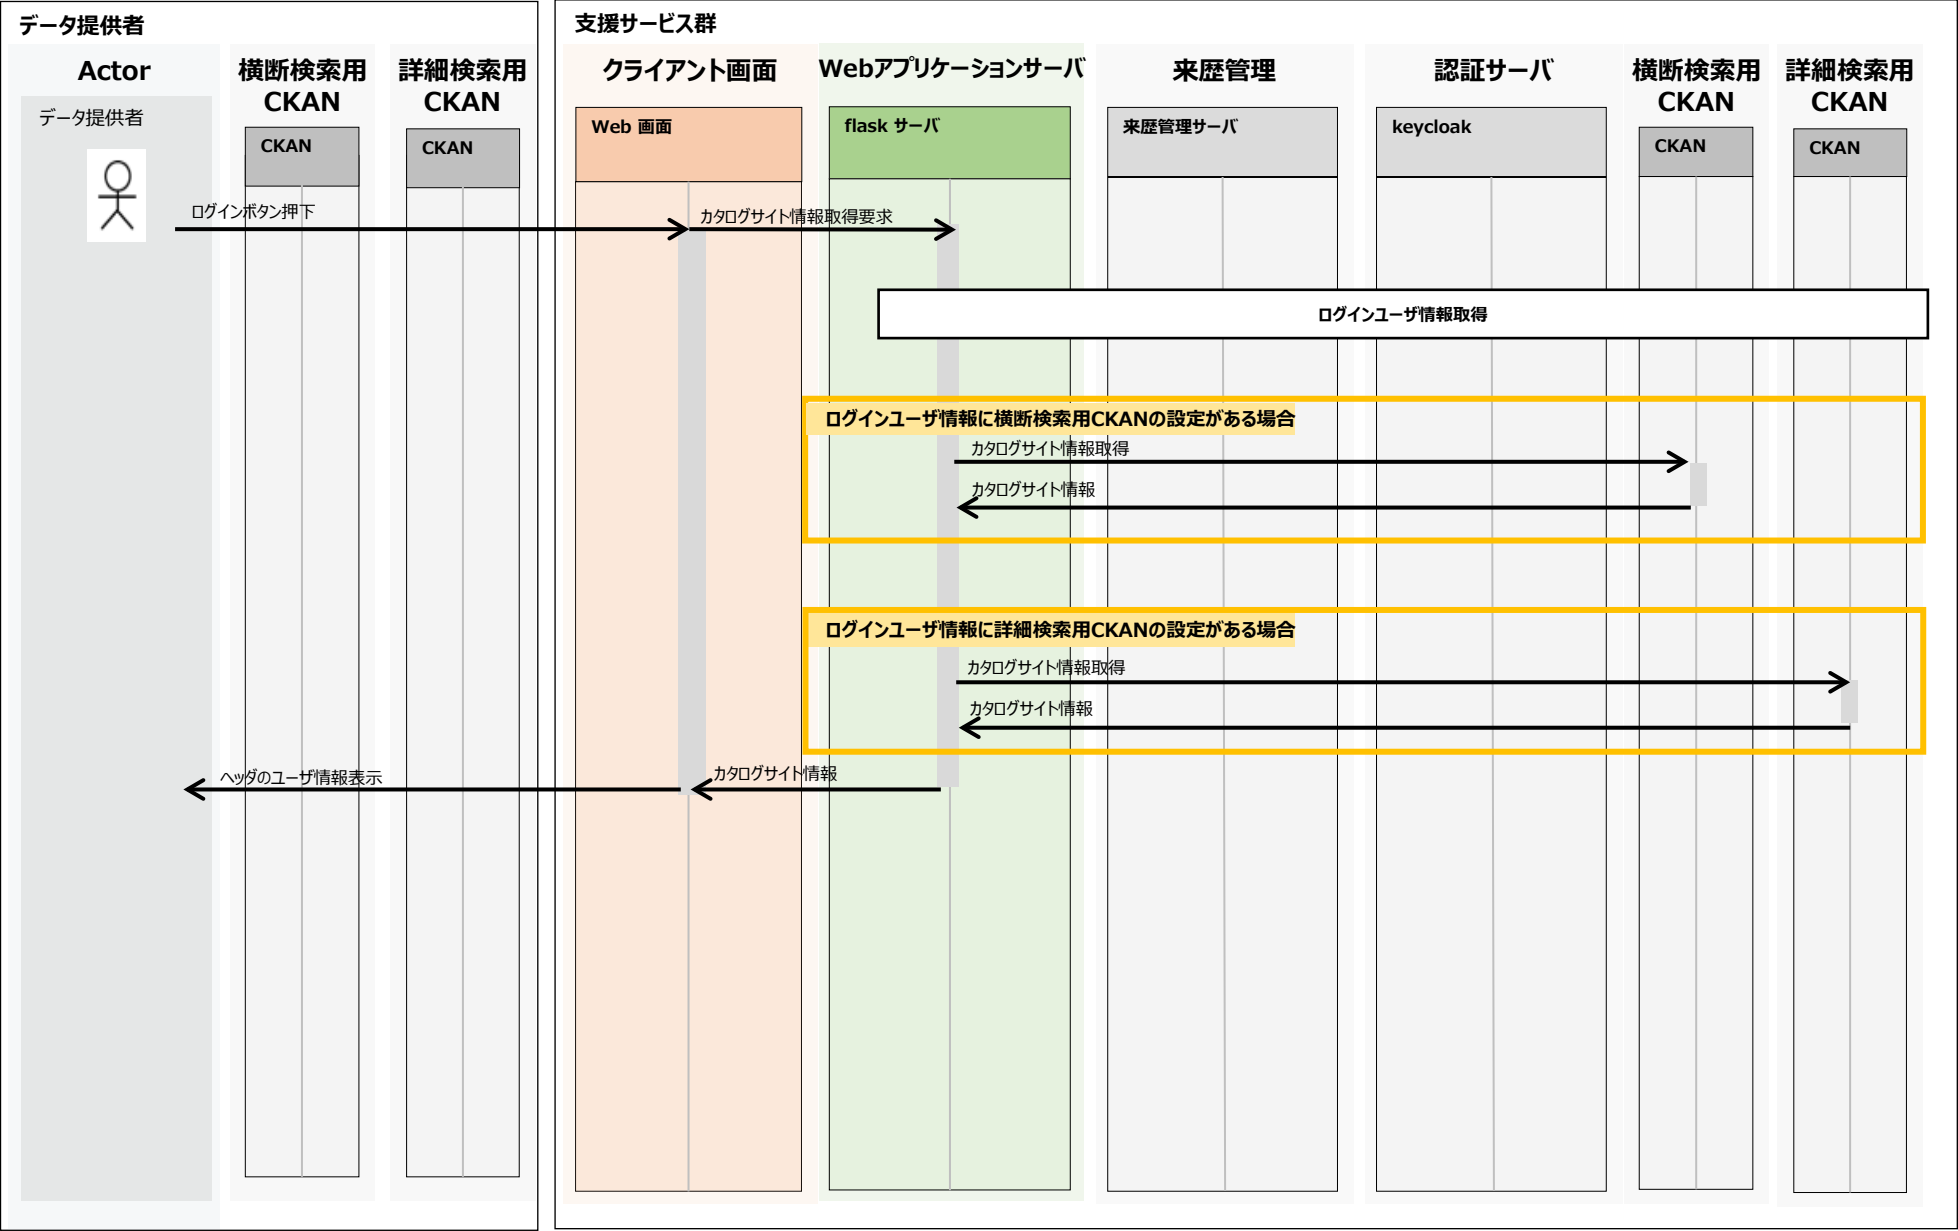 データ提供者
支援サービス群
Actor
横断検索用
CKAN
詳細検索用
CKAN
クライアント画面
Webアプリケーションサーバ
来歴管理
認証サーバ
横断検索用
CKAN
詳細検索用
CKAN
データ提供者
CKAN
CKAN
Web 画面
flask サーバ
来歴管理サーバ
keycloak
CKAN
CKAN
ログインボタン押下
カタログサイト情報取得要求
ログインユーザ情報取得
ログインユーザ情報に横断検索用CKANの設定がある場合
カタログサイト情報取得
カタログサイト情報
ログインユーザ情報に詳細検索用CKANの設定がある場合
カタログサイト情報取得
カタログサイト情報
カタログサイト情報
ヘッダのユーザ情報表示